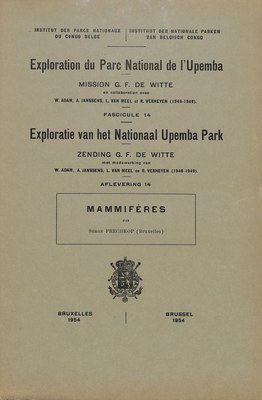 INSTITUT DES PARCS NATIONAUX
DU CONGO BELGE
INSTITUUT DER NATIONALE PARKEN
VAN BELGISCH CONGO
Exploration du Parc National de l'Upemba
MISSION G. F. DE WITTE
en collaboration avec
W. ADAM, A. JANSSENS, L. VAN MEEL et R. VERHEYEN (1946-1949).
FASCICULE 14
Exploratie van het Nationaal Upemba Park
ZENDING G. F. DE WITTE
met medewerking van
W. ADAM, A. JANSSENS, L. VAN MEEL en R. VERHEYEN (1946-1949).
AFLEVERING 14
MAMMIFÈRES
PAR
SERGE FRECHKOP (Bruxelles)
BRUXELLES
1954
BRUSSEL
1954